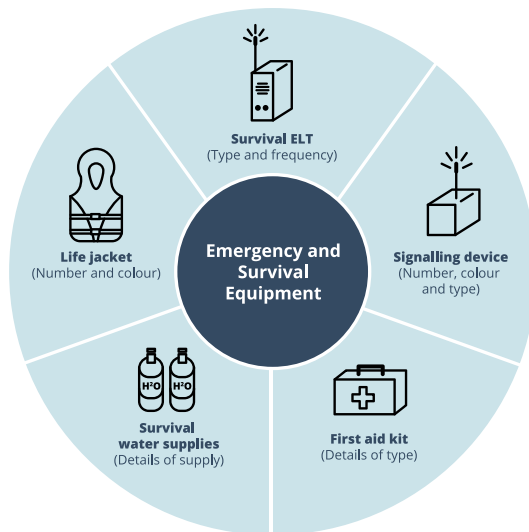 Survival ELT
(Type and frequency)
Life jacket
(Number and colour)
Emergency and
Survival
Equipment
Signalling device
(Number, colour
and type)
H²O H²O
Survival
water supplies
(Details of supply)
First aid kit
(Details of type)